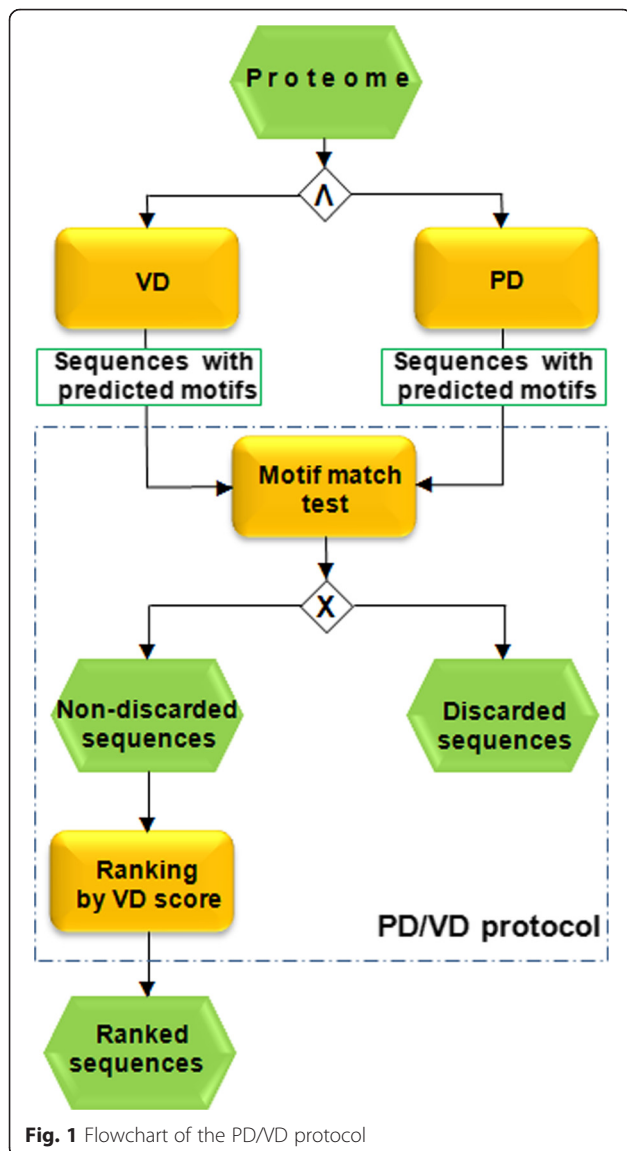 Proteome
Λ
VD
PD
Sequences with
predicted motifs
Sequences with
predicted motifs
Motif match
test
X
Non-discarded
sequences
Discarded
sequences
Ranking
by VD score
PD/VD protocol
Ranked
sequences
Fig. 1 Flowchart of the PD/VD protocol